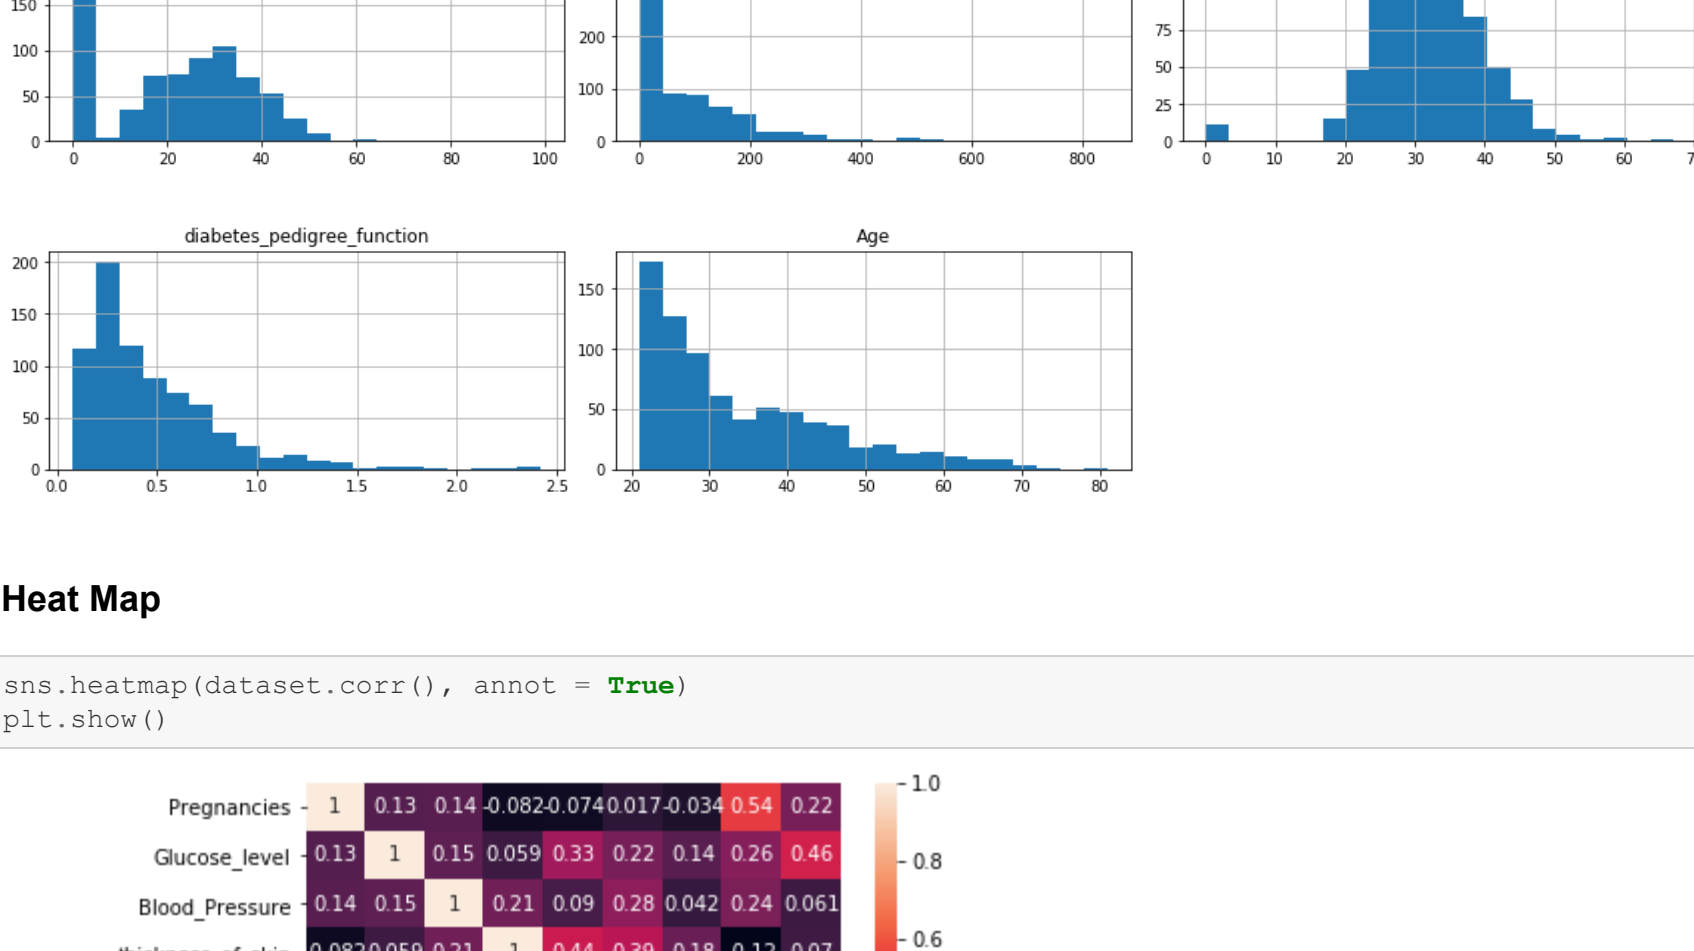 150
100
50
0
0 20 40 60 80 100
200
100
0
0 200 400 600 800
75
50
25
0
0 10 20 30 40 50 60
diabetes_pedigree_function
200
150
100
50
0
0.0 0.5 1.0 1.5 2.0 2.5
Age
150
100
50
0
20 30 40 50 60 70 80
Heat Map
sns.heatmap(dataset.corr(), annot = True)
plt.show()
Pregnancies 1 0.13 0.14 -0.082 -0.074 0.017 -0.034 0.54 0.22
Glucose_level 0.13 1 0.15 0.059 0.33 0.22 0.14 0.26 0.46
Blood_Pressure 0.14 0.15 1 0.21 0.09 0.28 0.042 0.24 0.061
1.0
0.8
0.6